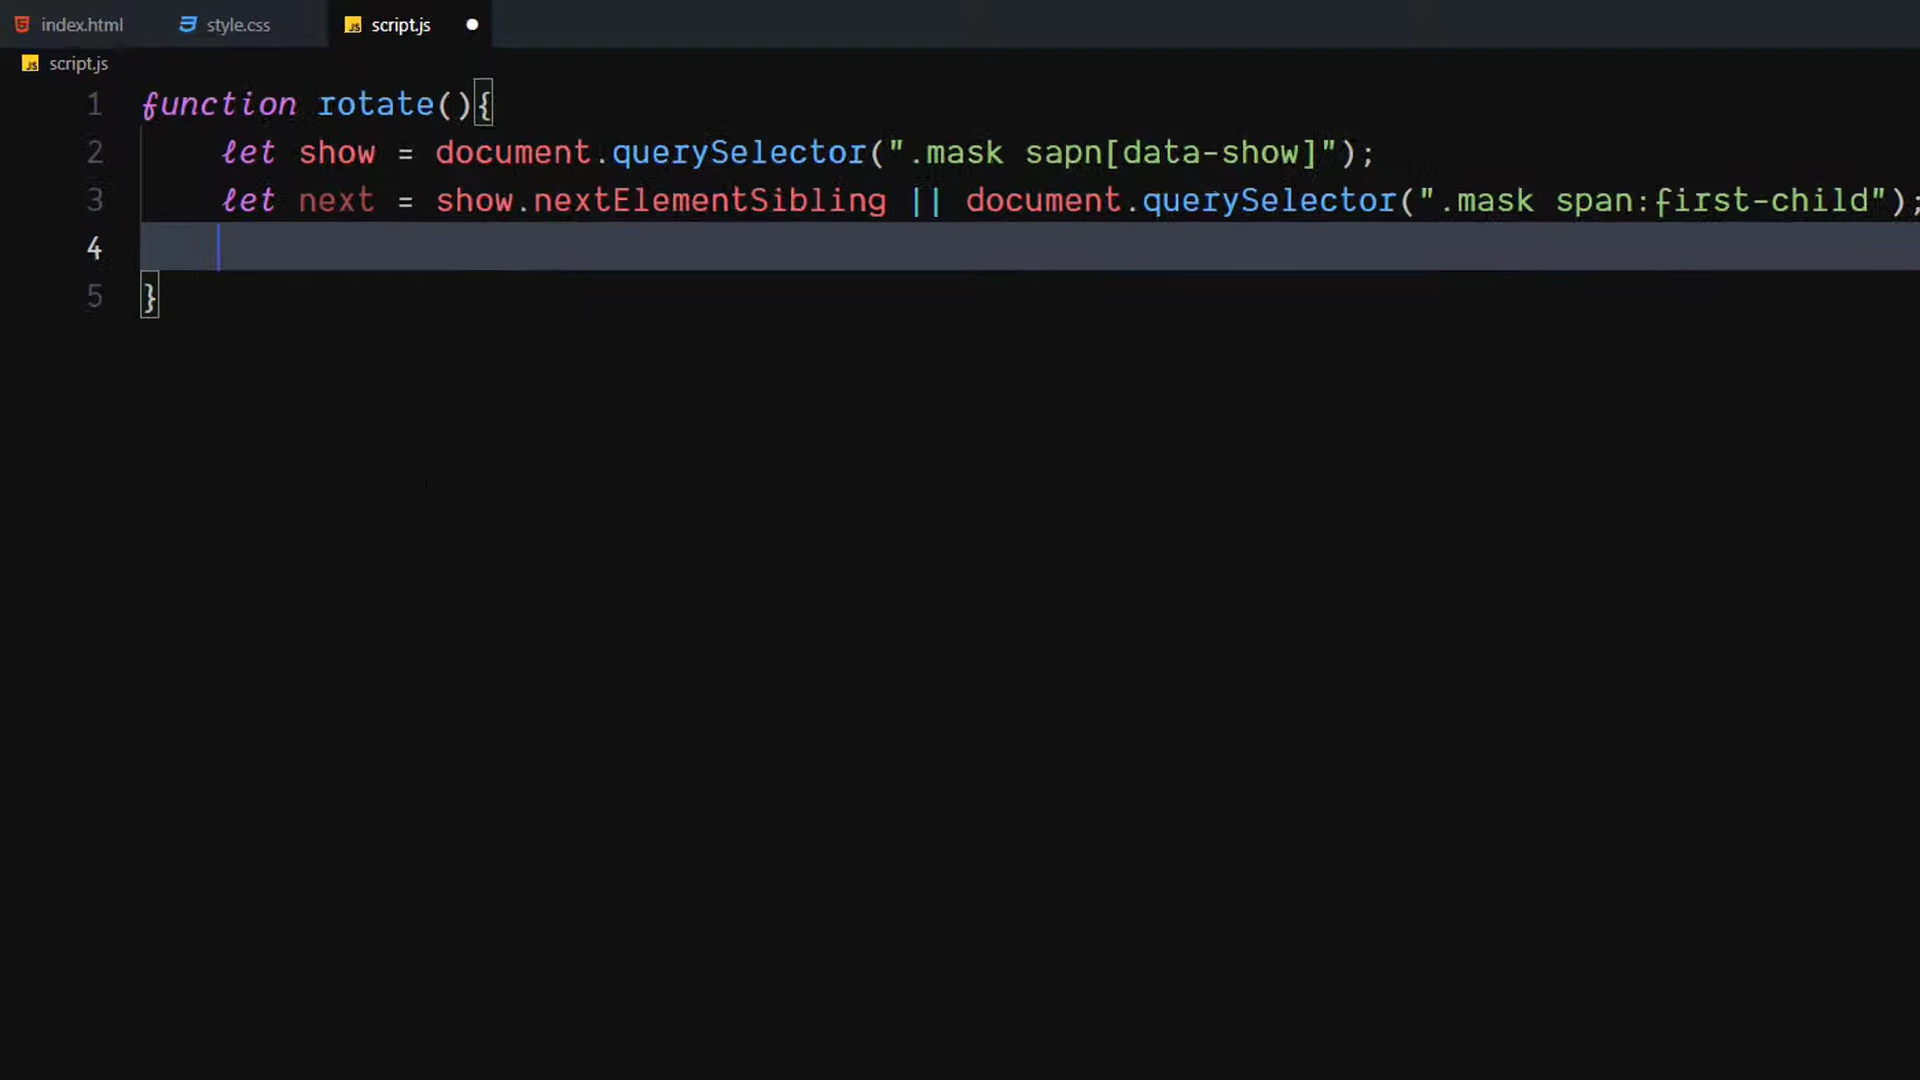 index.html style.css script.js
script.js
1 function rotate(){
2 let show = document.querySelector(".mask sapn[data-show]");
3 let next = show.nextElementSibling || document.querySelector(".mask span:first-child");
4
5 }